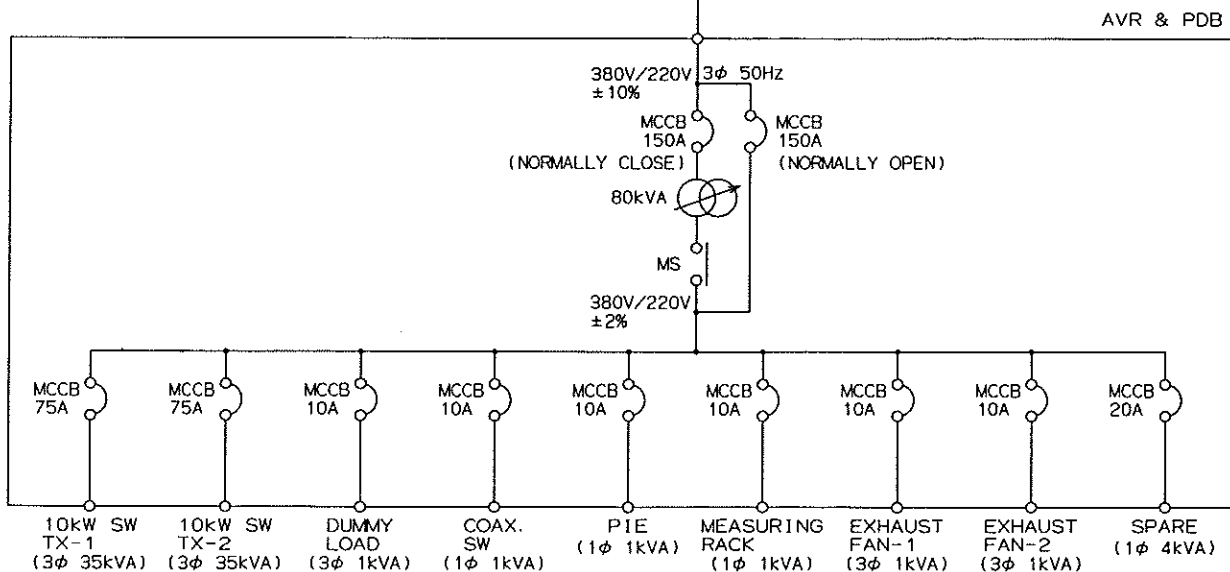 AVR & PDB
380V/220V 3φ 50Hz
±10%
MCCB
150A
(NORMALLY CLOSE)
MCCB
150A
(NORMALLY OPEN)
80kVA
MS
380V/220V
±2%
MCCB
75A
MCCB
75A
MCCB
10A
MCCB
10A
MCCB
10A
MCCB
10A
MCCB
10A
MCCB
10A
MCCB
20A
10kW SW
TX-1
(3φ 35kVA)
10kW SW
TX-2
(3φ 35kVA)
DUMMY
LOAD
(3φ 1kVA)
COAX.
SW
(1φ 1kVA)
PIE
(1φ 1kVA)
MEASURING
RACK
(1φ 1kVA)
EXHAUST
FAN-1
(3φ 1kVA)
EXHAUST
FAN-2
(3φ 1kVA)
SPARE
(1φ 4kVA)